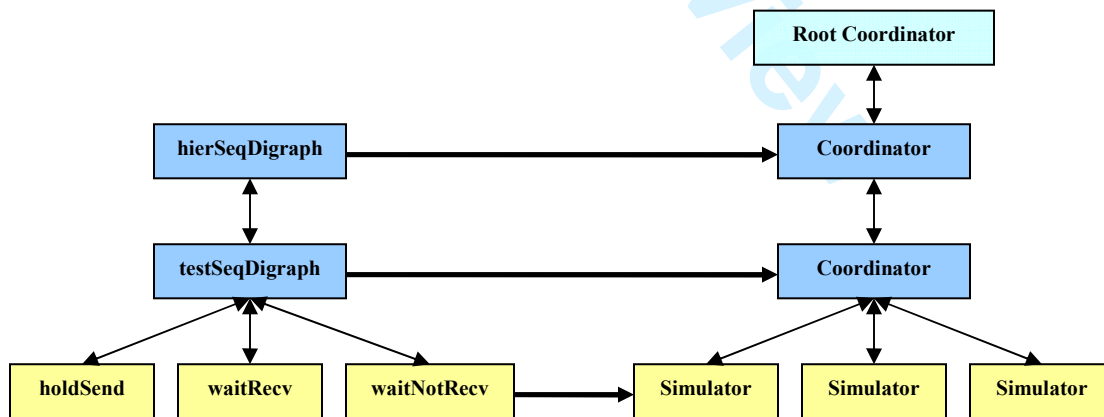 Root Coordinator
hierSeqDigraph
Coordinator
testSeqDigraph
Coordinator
holdSend
waitRecv
waitNotRecv
Simulator
Simulator
Simulator